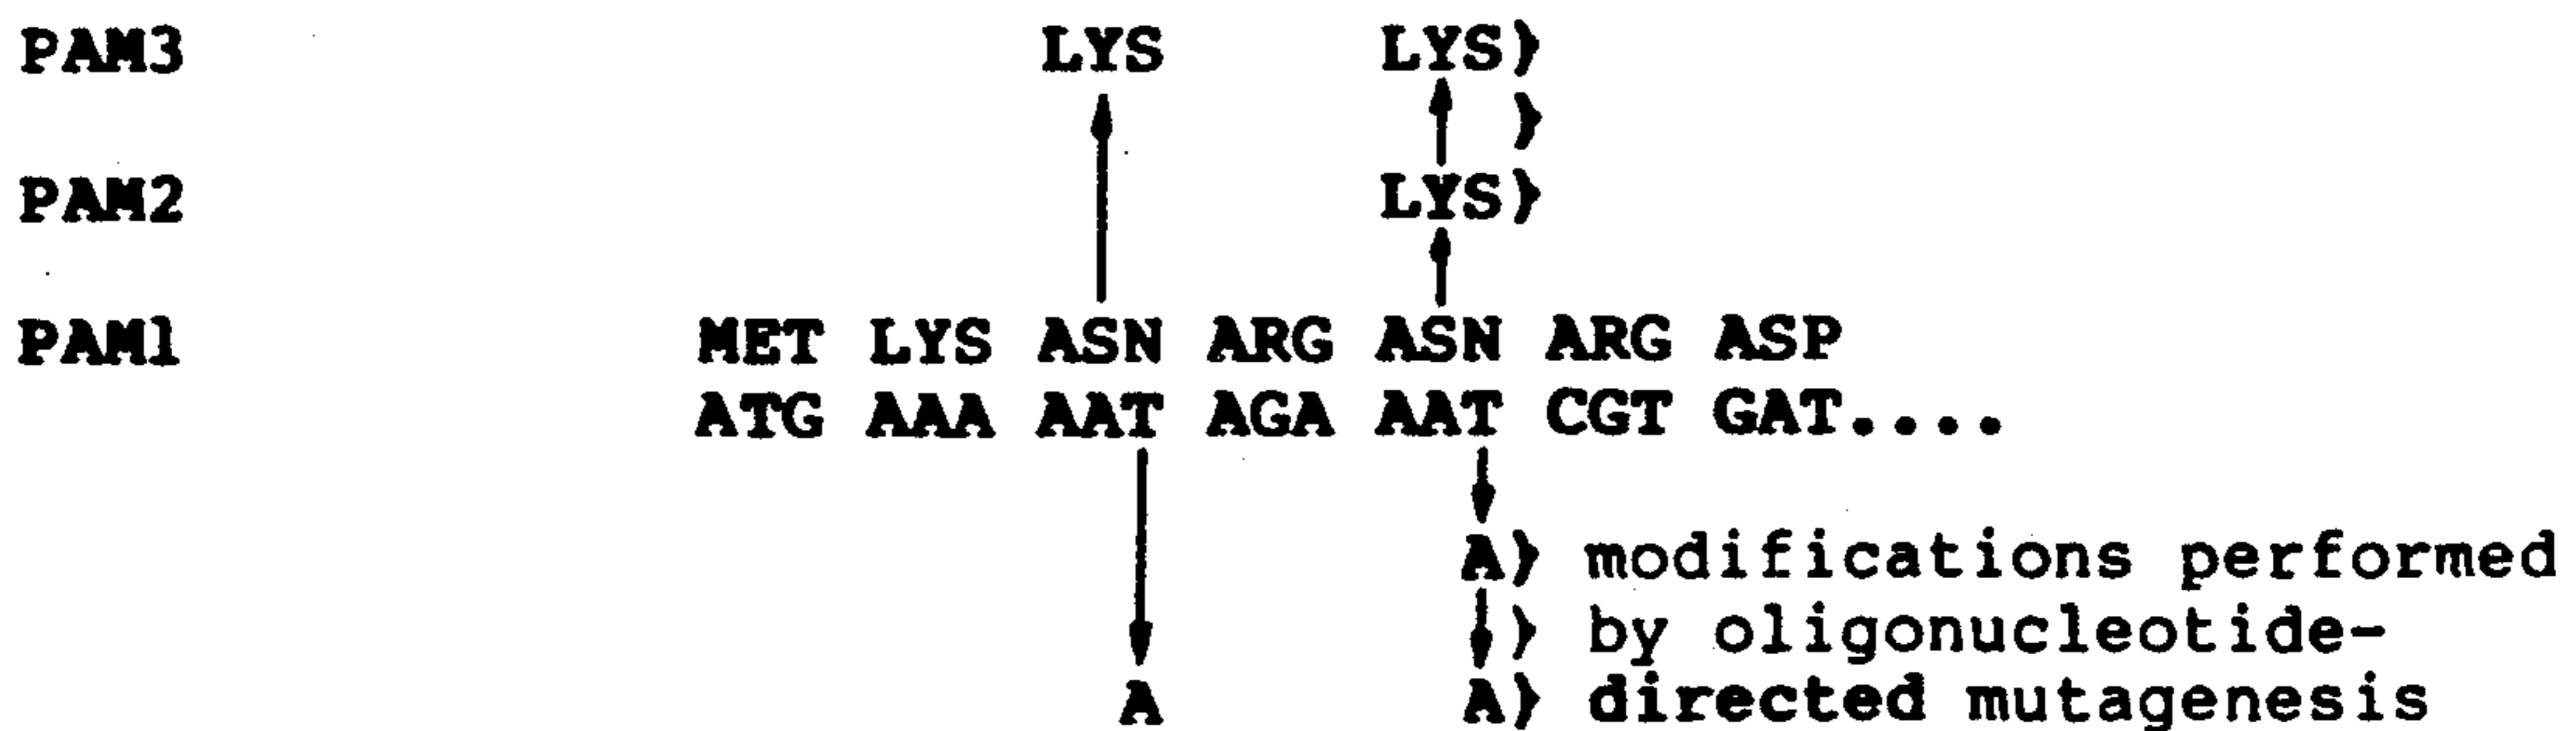 PAM3 LYS LYS}
}
PAM2 LYS}
PAM1 MET LYS ASN ARG ASN ARG ASP
ATG AAA AAT AGA AAT CGT GAT....
A} modifications performed
} by oligonucleotide-
A A} directed mutagenesis